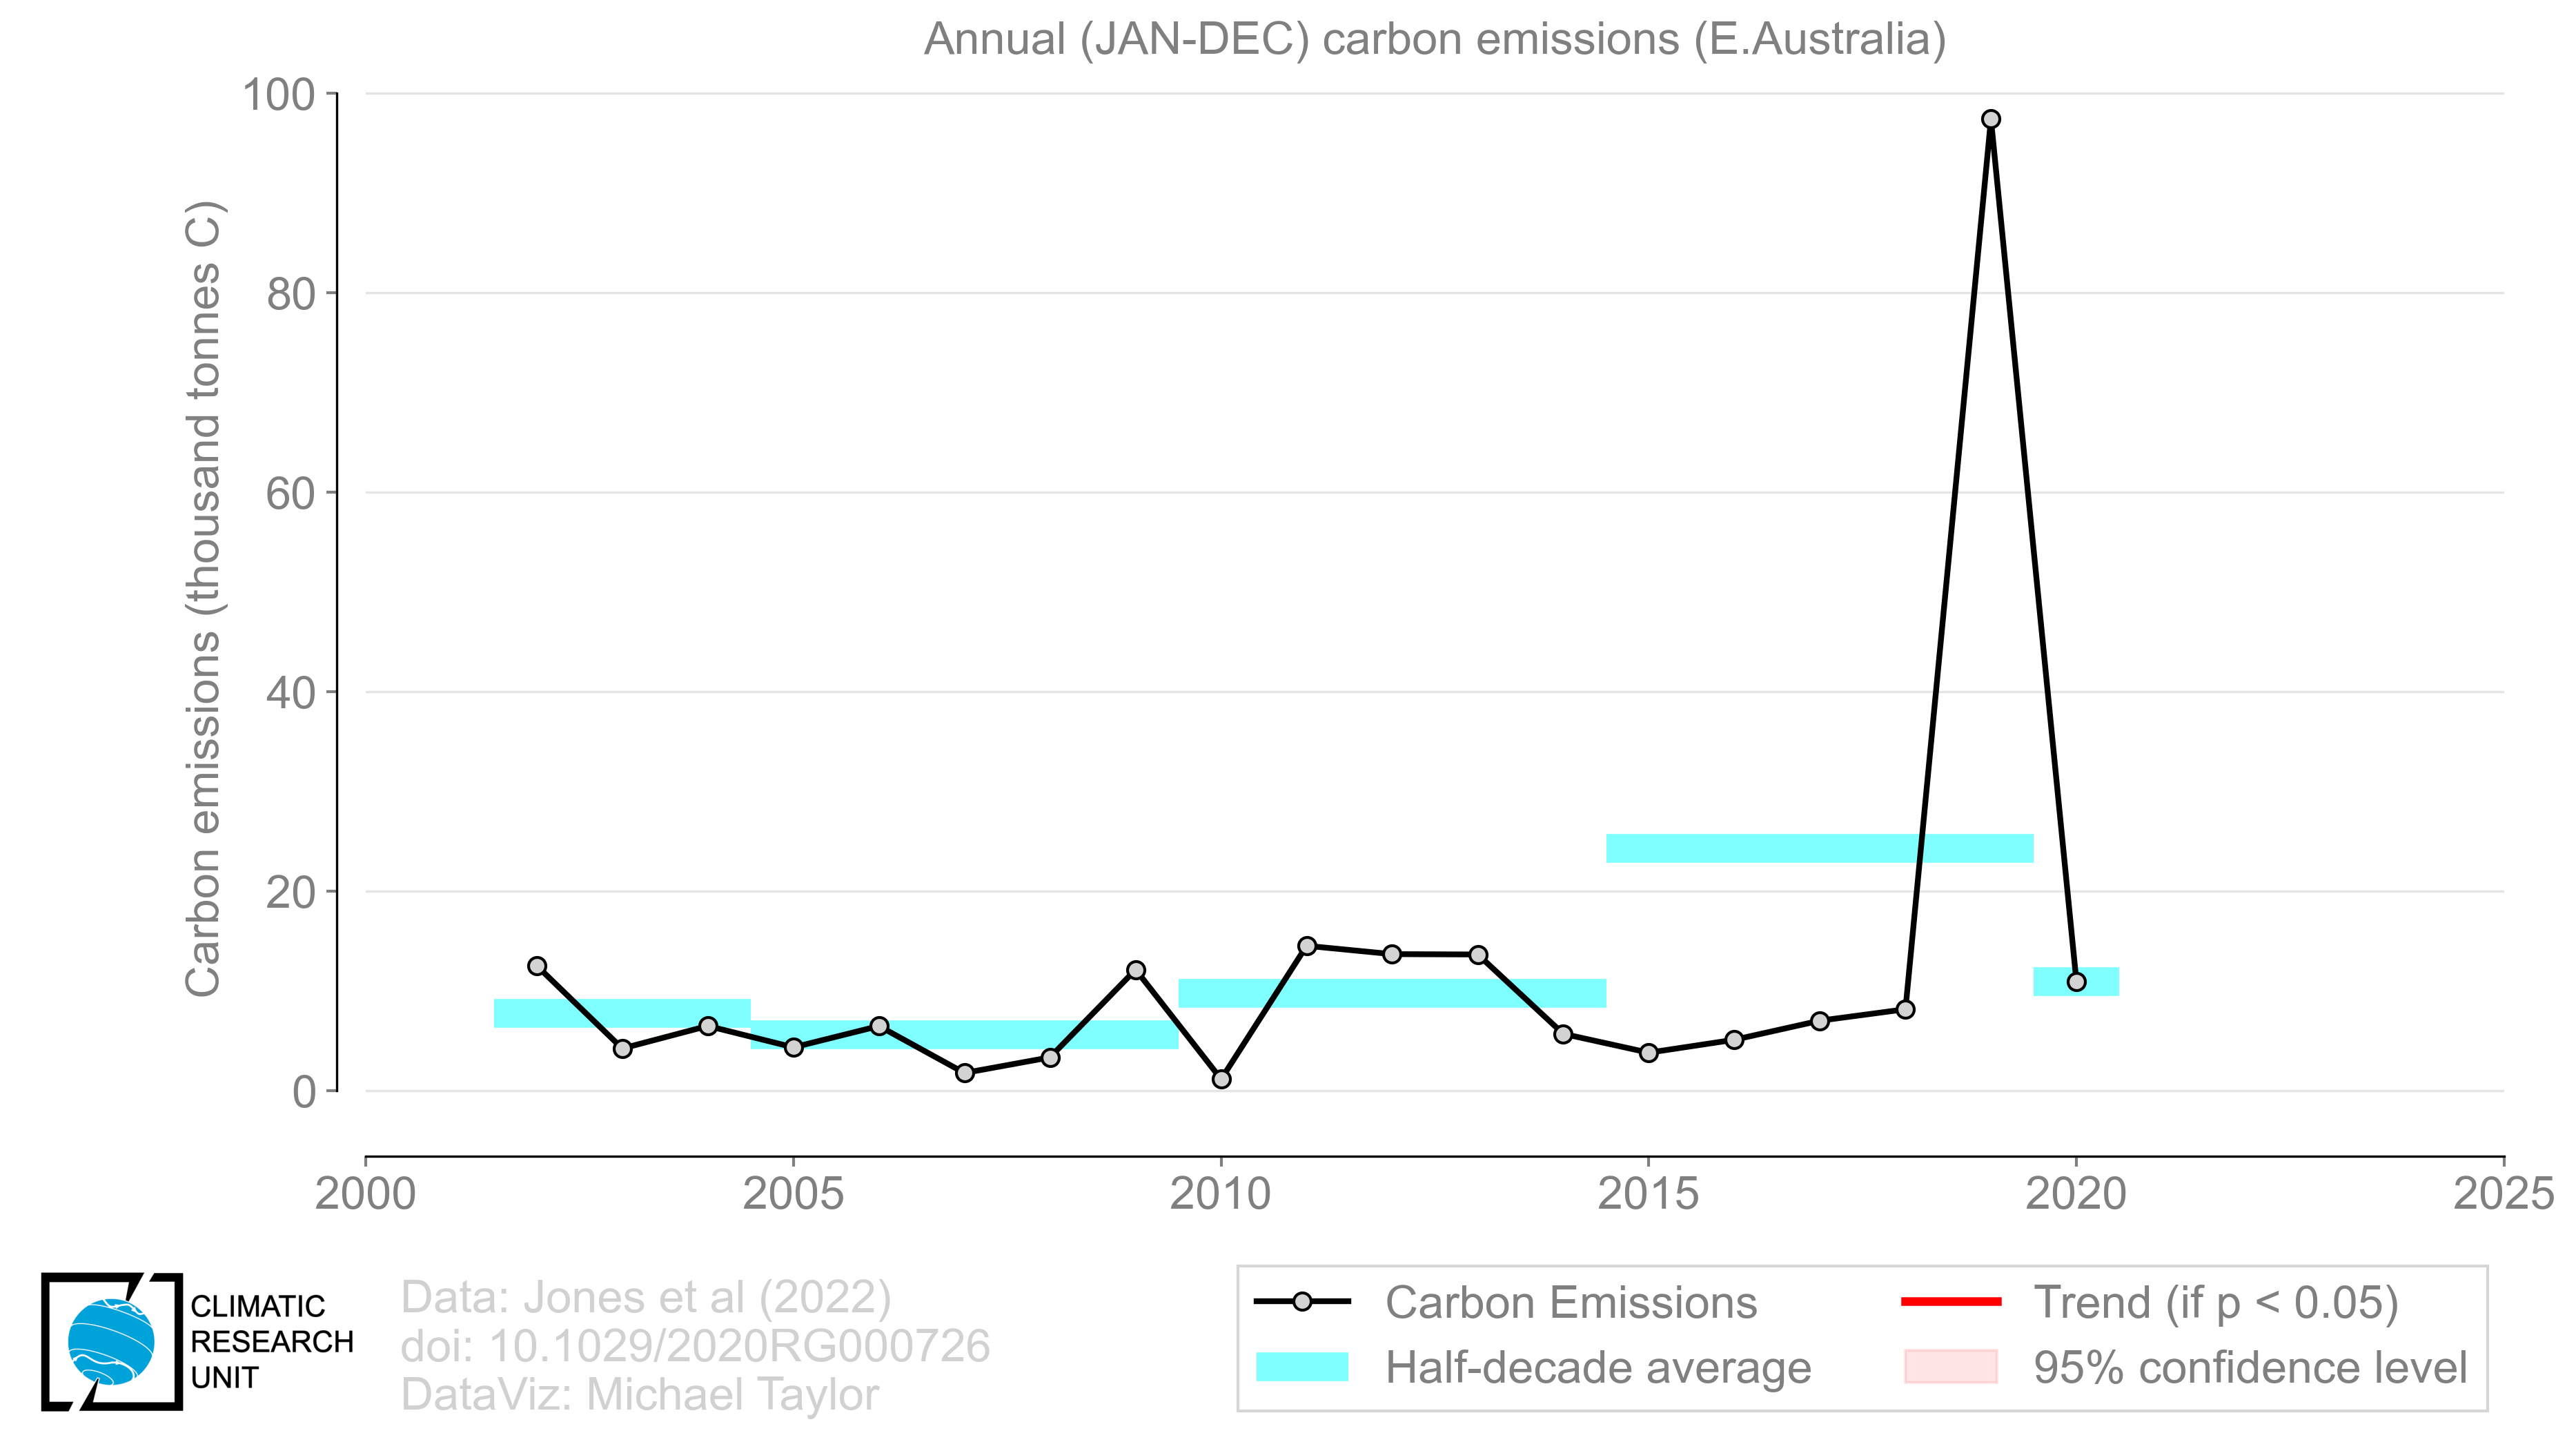 Annual (JAN-DEC) carbon emissions (E.Australia)
Carbon emissions (thousand tonnes C)
100
80
60
40
20
0
2000 2005 2010 2015 2020 2025
CLIMATIC
RESEARCH
UNIT
Data: Jones et al (2022)
doi: 10.1029/2020RG000726
DataViz: Michael Taylor
Carbon Emissions
Half-decade average
Trend (if p < 0.05)
95% confidence level